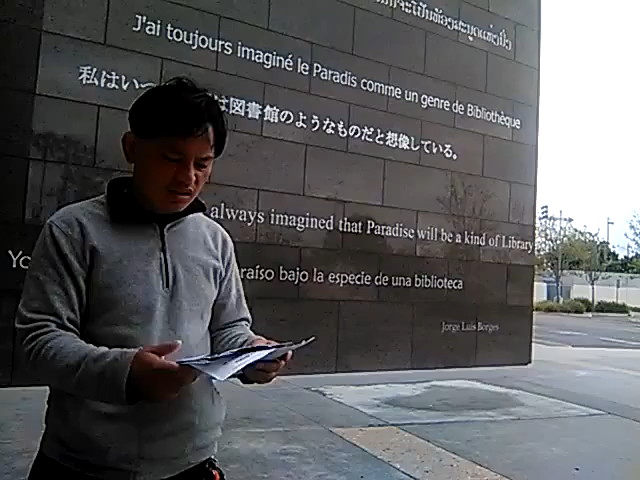 J'ai toujours imaginé le Paradis comme un genre de Bibliothèque
私はいつ は図書館のようなものだと想像している。
always imagined that Paradise will be a kind of Library
Yo raíso bajo la especie de una biblioteca
Jorge Luis Borges